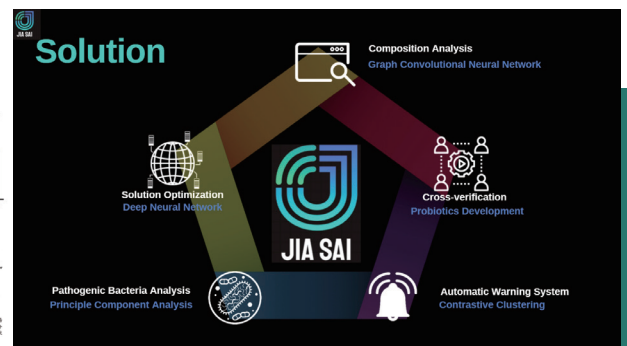 JIA SAI
Solution
Composition Analysis
Graph Convolutional Neural Network
Solution Optimization
Deep Neural Network
Cross-verification
Probiotics Development
JIA SAI
Pathogenic Bacteria Analysis
Principle Component Analysis
Automatic Warning System
Contrastive Clustering